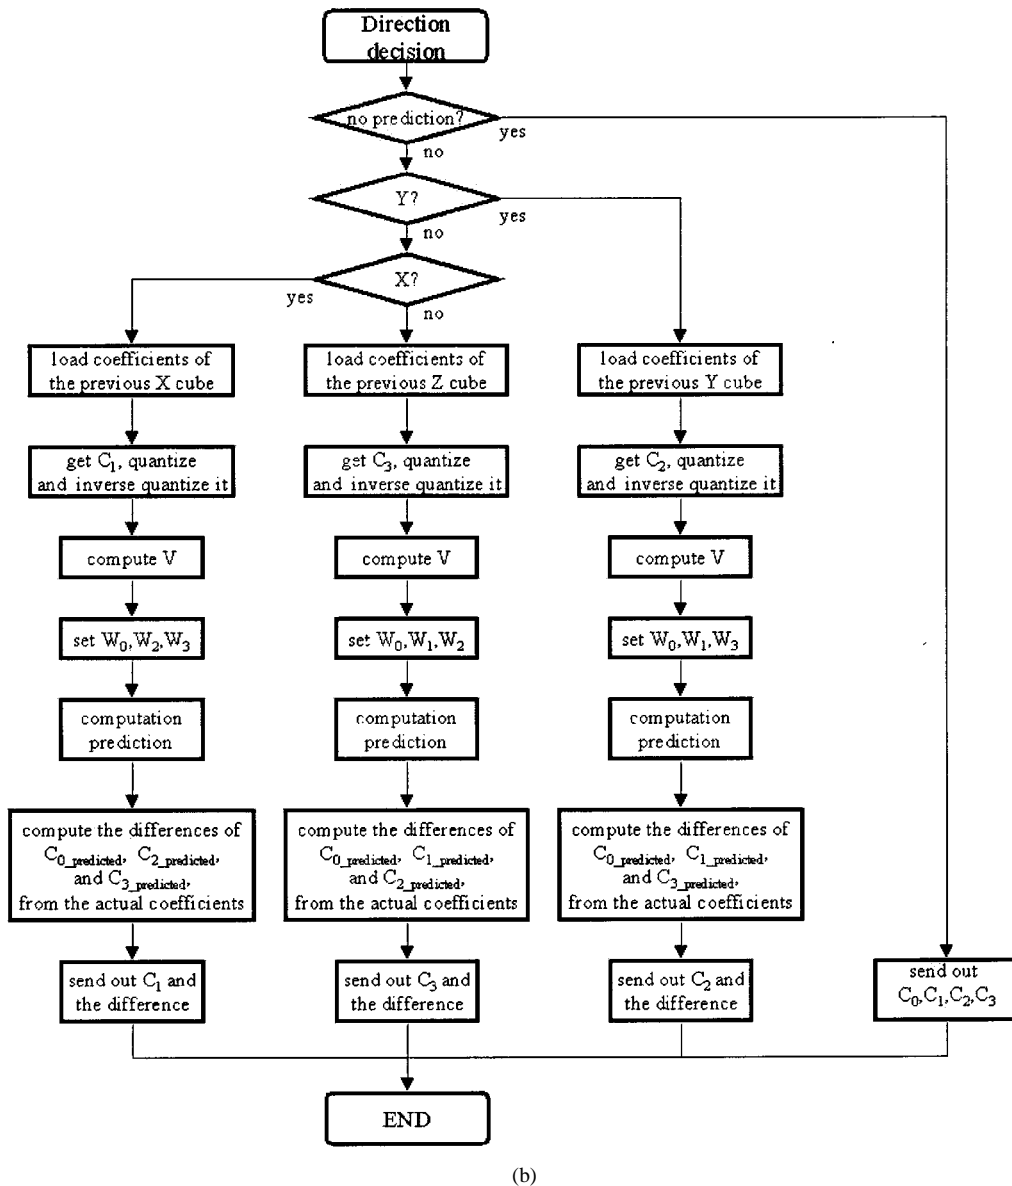 Direction
decision
no prediction?
yes
no
Y?
yes
no
X?
yes
no
load coefficients of
the previous X cube
load coefficients of
the previous Z cube
load coefficients of
the previous Y cube
get C1, quantize
and inverse quantize it
get C3, quantize
and inverse quantize it
get C2, quantize
and inverse quantize it
compute V
compute V
compute V
set W0,W2,W3
set W0,W1,W2
set W0,W1,W3
computation
prediction
computation
prediction
computation
prediction
compute the differences of
C0_predicted, C2_predicted,
and C3_predicted,
from the actual coefficients
compute the differences of
C0_predicted, C1_predicted,
and C2_predicted,
from the actual coefficients
compute the differences of
C0_predicted, C1_predicted,
and C3_predicted,
from the actual coefficients
send out C1 and
the difference
send out C3 and
the difference
send out C2 and
the difference
send out
C0,C1,C2,C3
END
(b)